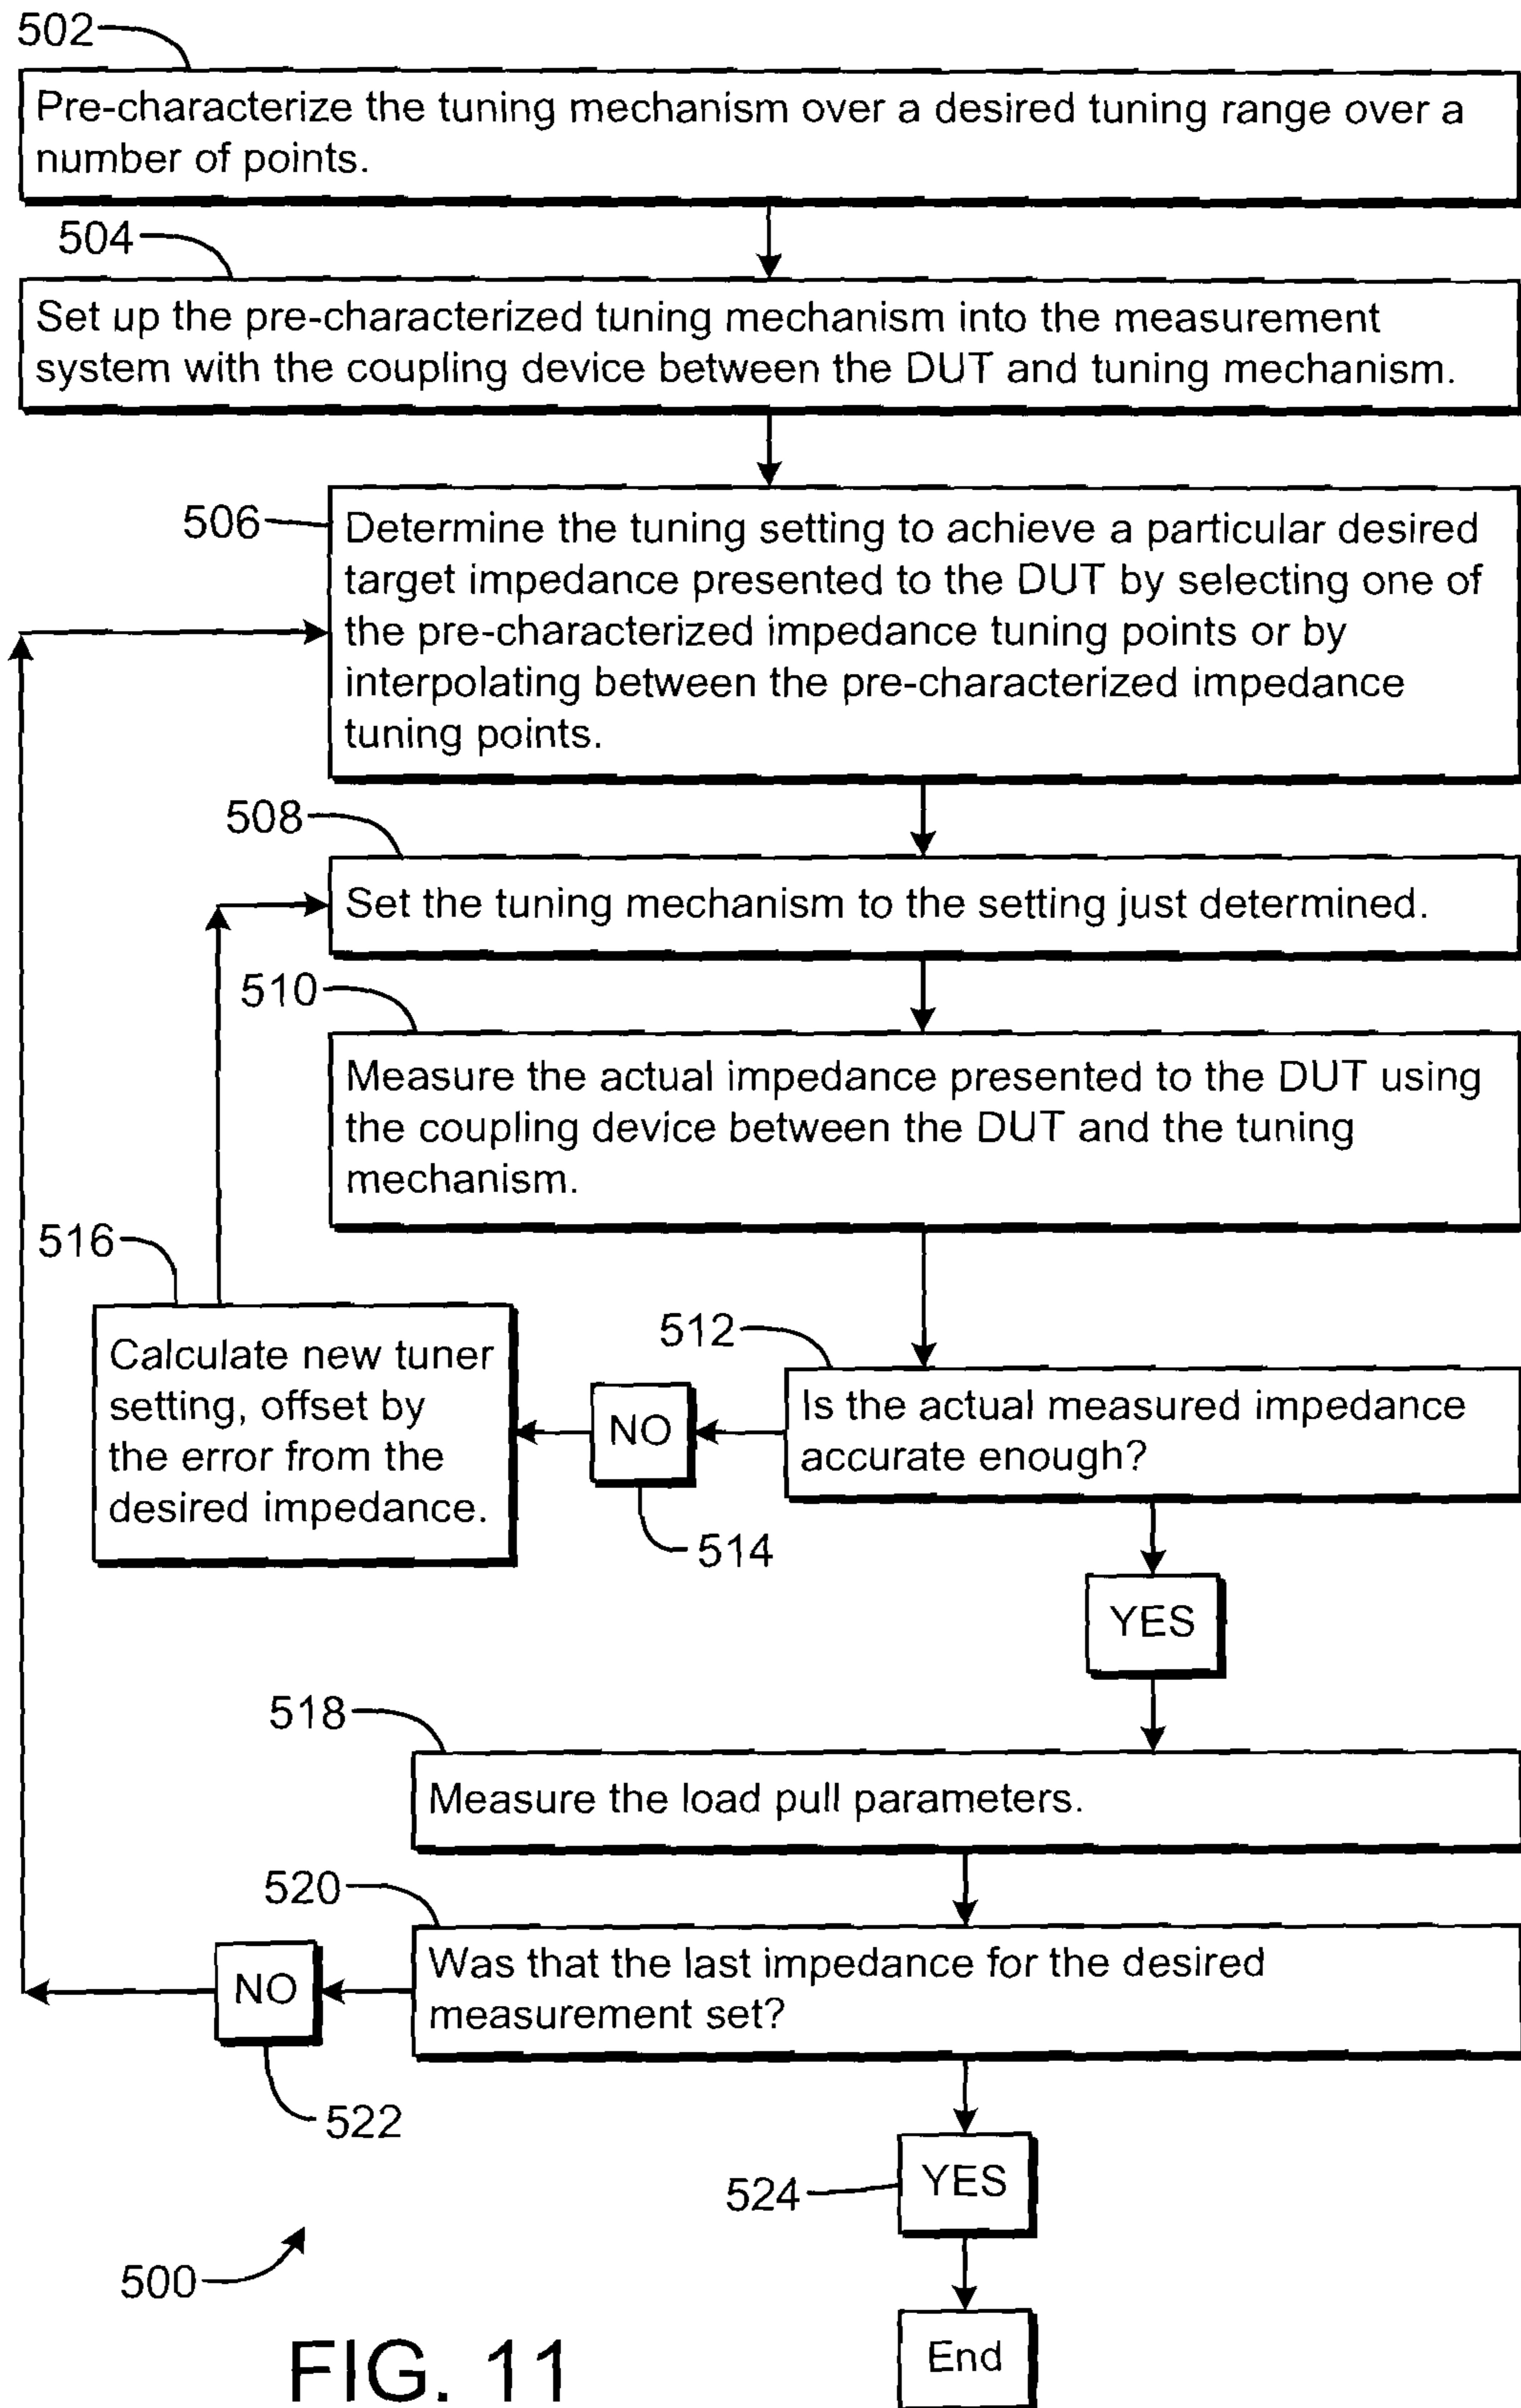 502
Pre-characterize the tuning mechanism over a desired tuning range over a
number of points.
504
Set up the pre-characterized tuning mechanism into the measurement
system with the coupling device between the DUT and tuning mechanism.
506
Determine the tuning setting to achieve a particular desired
target impedance presented to the DUT by selecting one of
the pre-characterized impedance tuning points or by
interpolating between the pre-characterized impedance
tuning points.
508
Set the tuning mechanism to the setting just determined.
510
Measure the actual impedance presented to the DUT using
the coupling device between the DUT and the tuning
mechanism.
516
Calculate new tuner
setting, offset by
the error from the
desired impedance.
512
Is the actual measured impedance
accurate enough?
NO
514
YES
518
Measure the load pull parameters.
520
Was that the last impedance for the desired
measurement set?
NO
522
524
YES
500
End
FIG. 11